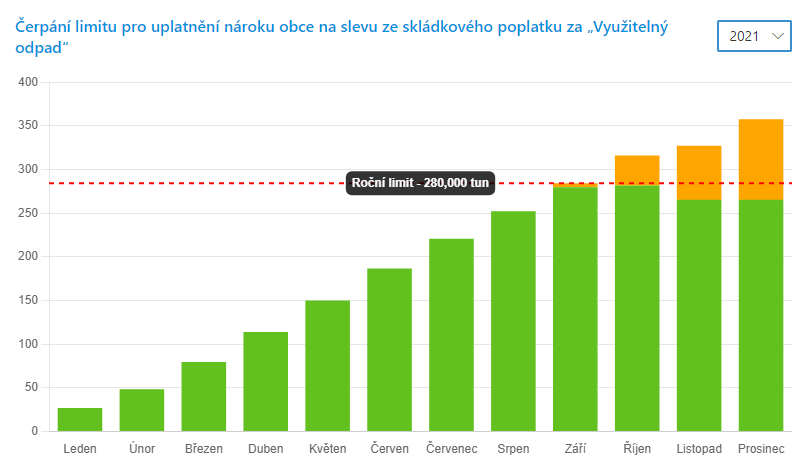 Čerpání limitu pro uplatnění nároku obce na slevu ze skládkového poplatku za „Využitelný
odpad“
2021
400
350
300
250
200
150
100
50
0
Roční limit - 280,000 tun
Leden Únor Březen Duben Květen Červen Červenec Srpen Září Říjen Listopad Prosinec